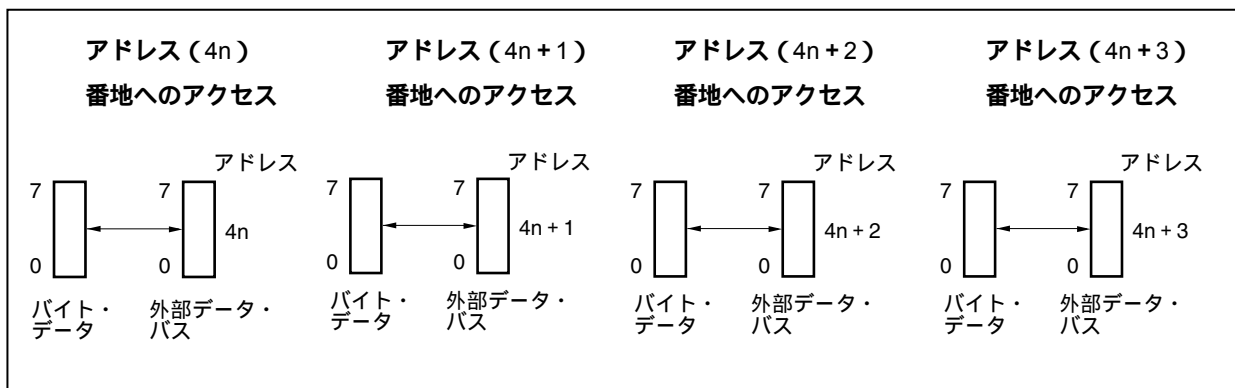 アドレス（4n）
番地へのアクセス
アドレス
7
7
4n
0
0
バイト・
データ
外部データ・
バス
アドレス（4n + 1）
番地へのアクセス
アドレス
7
7
4n + 1
0
0
バイト・
データ
外部データ・
バス
アドレス（4n + 2）
番地へのアクセス
アドレス
7
7
4n + 2
0
0
バイト・
データ
外部データ・
バス
アドレス（4n + 3）
番地へのアクセス
アドレス
7
7
4n + 3
0
0
バイト・
データ
外部データ・
バス